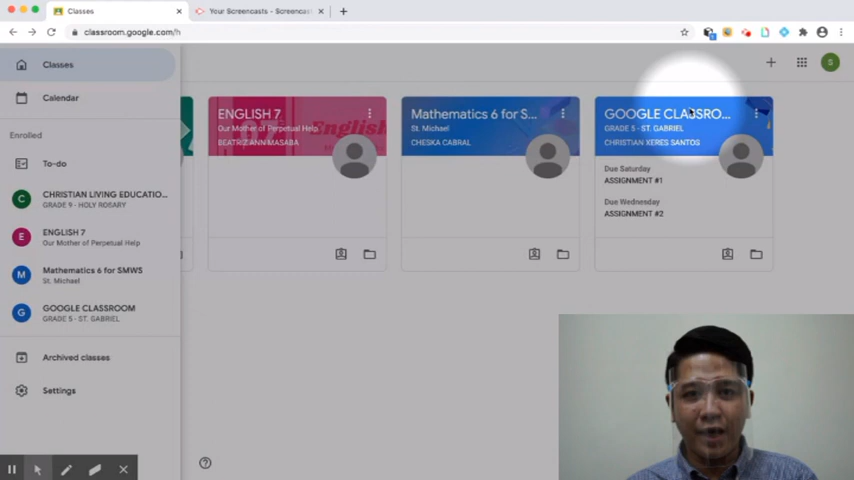 Classes
Your Screencasts - Screencas
classroom.google.com/h
Classes
Calendar
Enrolled
To-do
C
CHRISTIAN LIVING EDUCATIO...
GRADE 9 - HOLY ROSARY
E
ENGLISH 7
Our Mother of Perpetual Help
M
Mathematics 6 for SMWS
St. Michael
G
GOOGLE CLASSROOM
GRADE 5 - ST. GABRIEL
Archived classes
Settings
S
ENGLISH 7
Our Mother of Perpetual Help
BEATRIZ ANN MASABA
English
Mathematics 6 for S...
St. Michael
CHESKA CABRAL
GOOGLE CLASSRO...
GRADE 5 - ST. GABRIEL
CHRISTIAN XERES SANTOS
Due Saturday
ASSIGNMENT #1
Due Wednesday
ASSIGNMENT #2